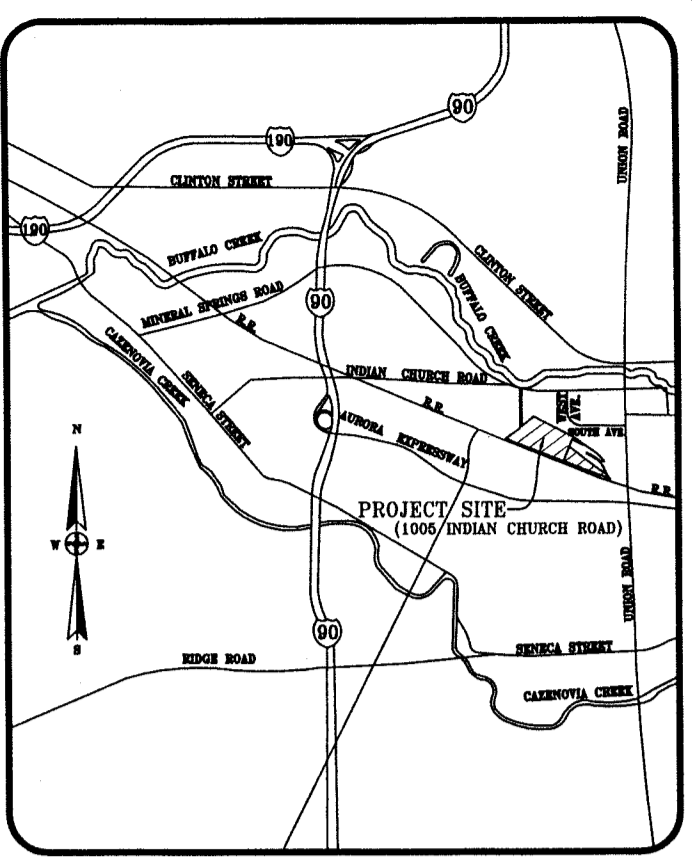 90
190
UNION ROAD
CLINTON STREET
190
BUFFALO CREEK
CLINTON STREET
MINERAL SPRINGS ROAD
90
BUFFALO CREEK
R.R.
CAZENOVIA CREEK
INDIAN CHURCH ROAD
SENECA STREET
R.R.
WEST AVE.
AURORA EXPRESSWAY
SOUTH AVE.
N
R.R.
PROJECT SITE
(1005 INDIAN CHURCH ROAD)
W E
UNION ROAD
S
90
SENECA STREET
RIDGE ROAD
CAZENOVIA CREEK